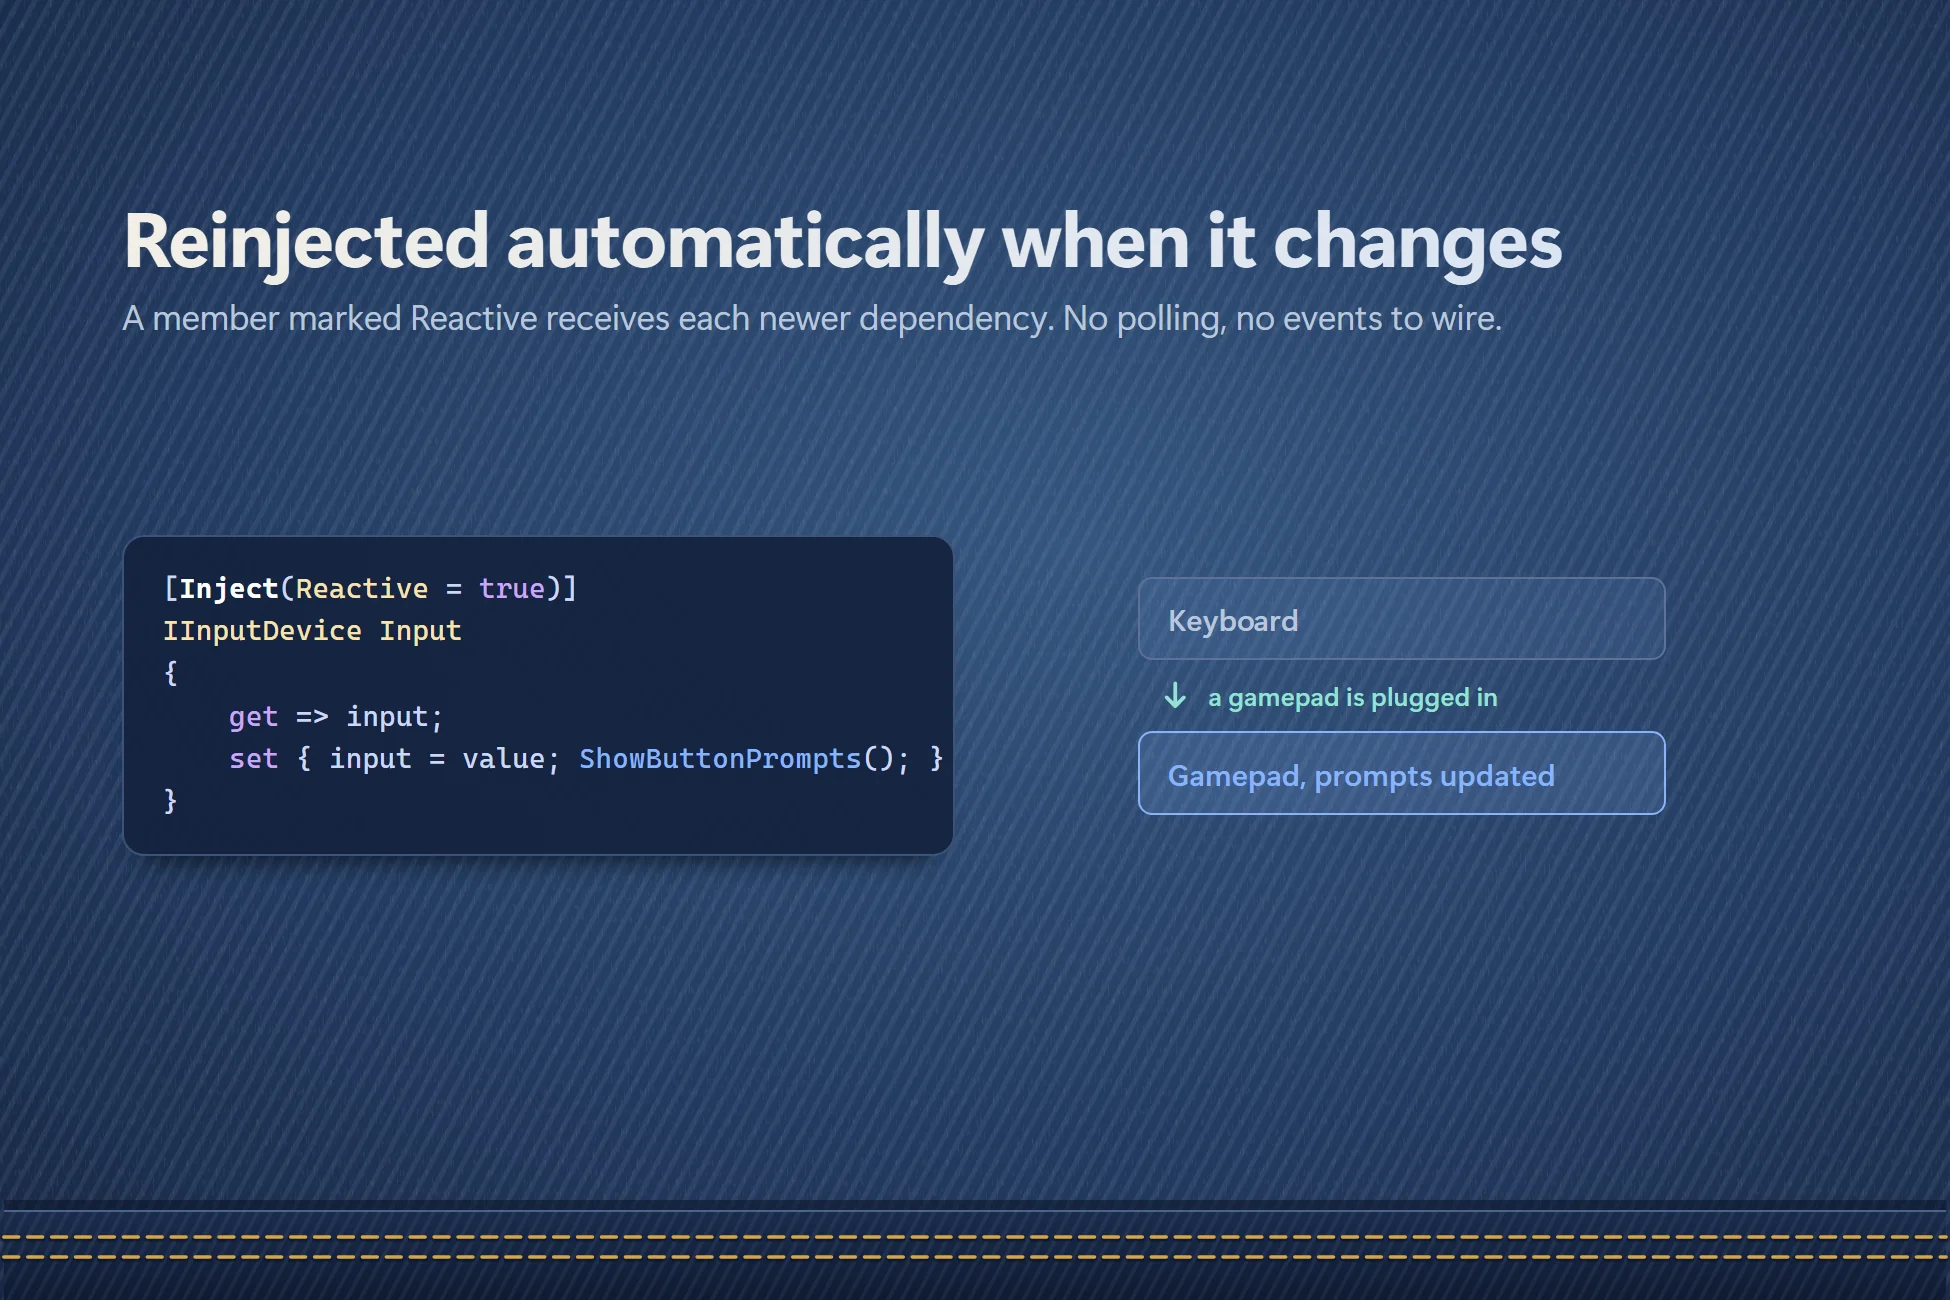 Reinjected automatically when it changes
A member marked Reactive receives each newer dependency. No polling, no events to wire.
[Inject(Reactive = true)]
IInputDevice Input
{
    get => input;
    set { input = value; ShowButtonPrompts(); }
}
Keyboard
↓ a gamepad is plugged in
Gamepad, prompts updated